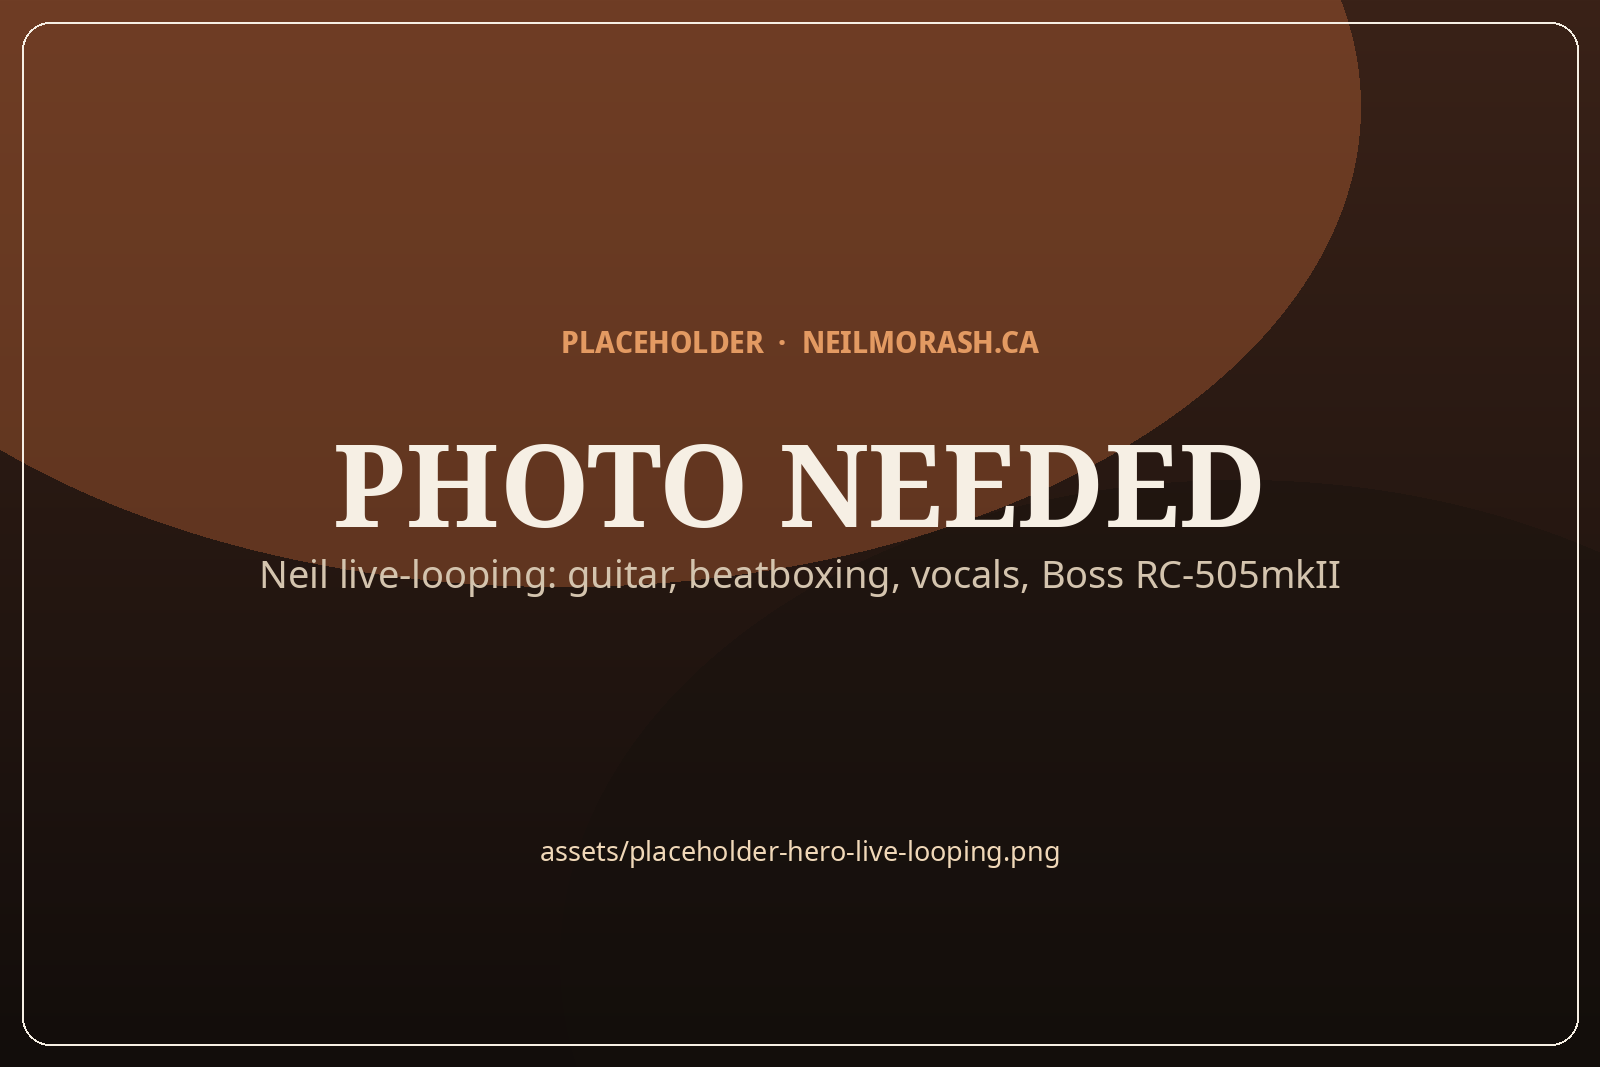 PLACEHOLDER · NEILMORASH.CA
PHOTO NEEDED
Neil live-looping: guitar, beatboxing, vocals, Boss RC-505mkII
assets/placeholder-hero-live-looping.png